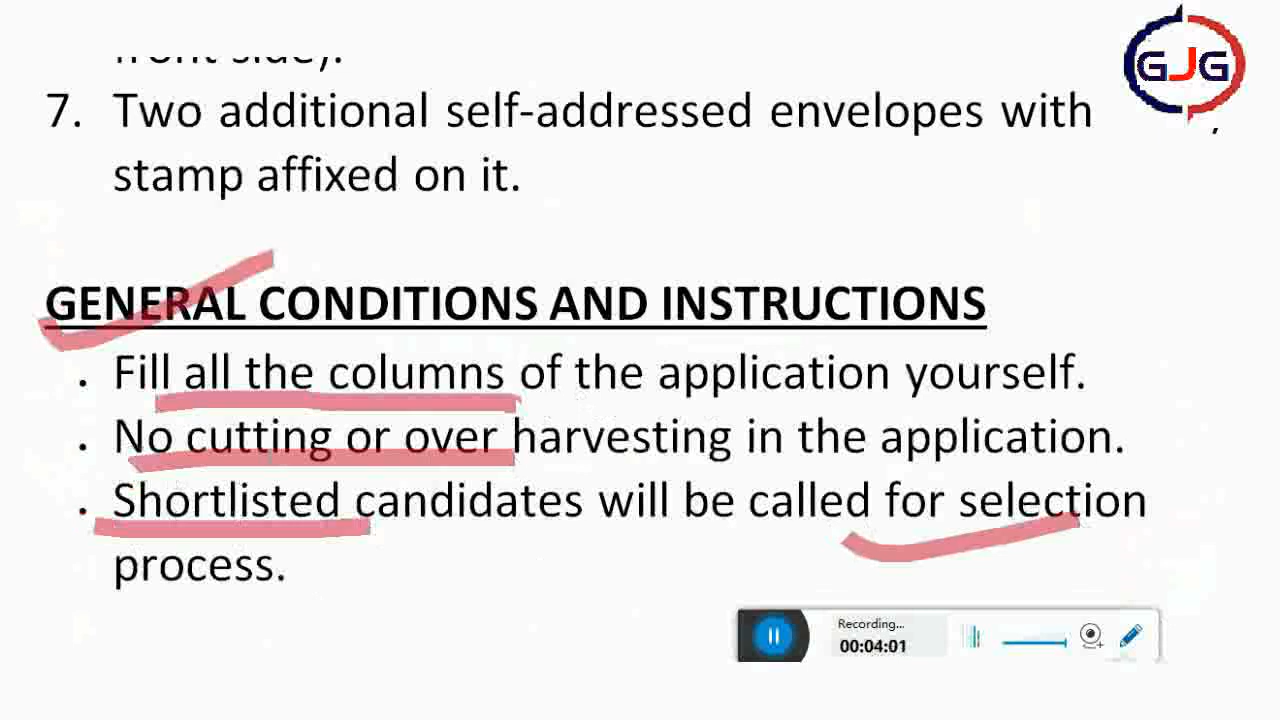 front side).
GJG
7. Two additional self-addressed envelopes with
stamp affixed on it.
GENERAL CONDITIONS AND INSTRUCTIONS
• Fill all the columns of the application yourself.
• No cutting or over harvesting in the application.
• Shortlisted candidates will be called for selection
process.
Recording...
00:04:01